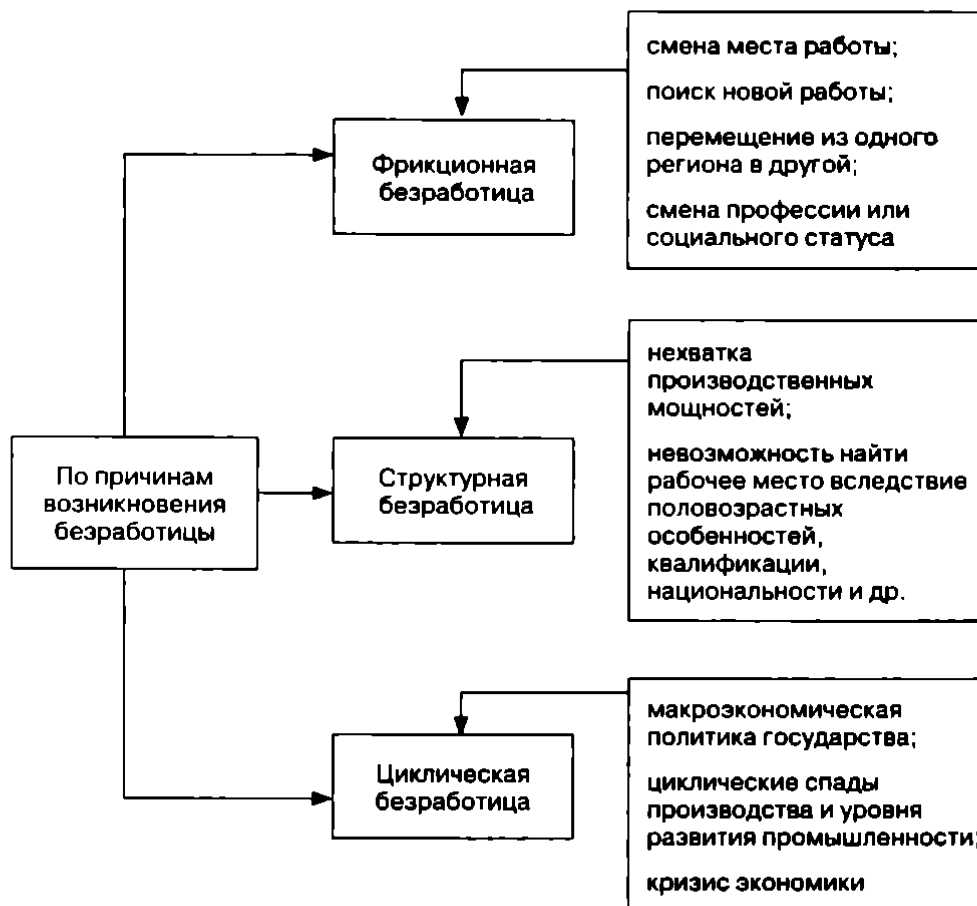 смена места работы;
поиск новой работы;
перемещение из одного
региона в другой;
смена профессии или
социального статуса
Фрикционная
безработица
нехватка
производственных
мощностей;
невозможность найти
рабочее место вследствие
половозрастных
особенностей,
квалификации,
национальности и др.
По причинам
возникновения
безработицы
Структурная
безработица
макроэкономическая
политика государства;
циклические спады
производства и уровня
развития промышленности;
кризис экономики
Циклическая
безработица